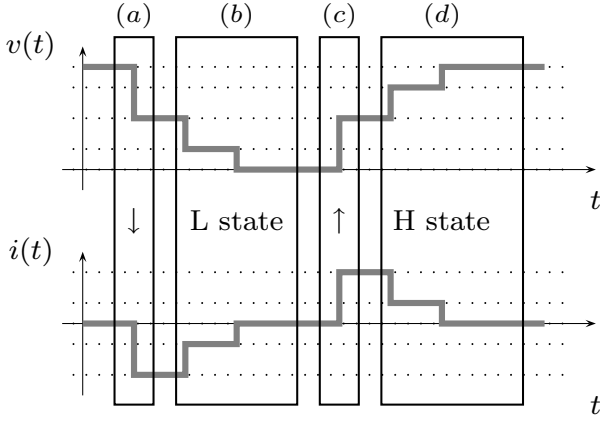 (a) (b) (c) (d)
v(t)
t
↓ L state ↑ H state
i(t)
t